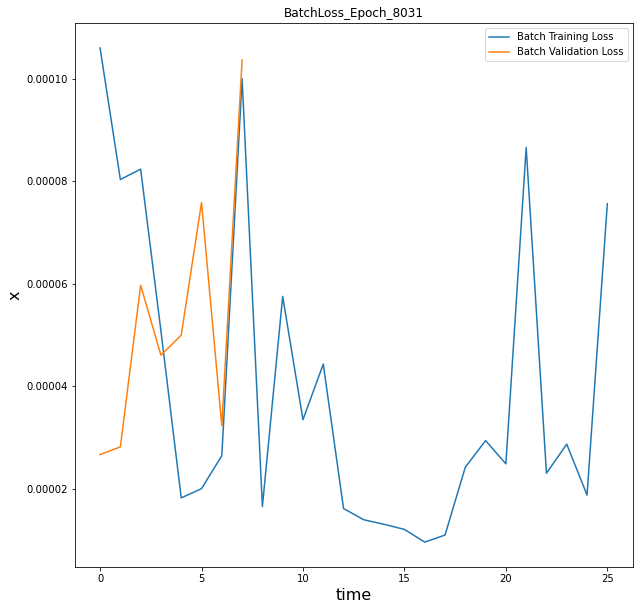 BatchLoss_Epoch_8031
Batch Training Loss
Batch Validation Loss
0.00010
0.00008
0.00006
0.00004
0.00002
x
0
5
10
15
20
25
time